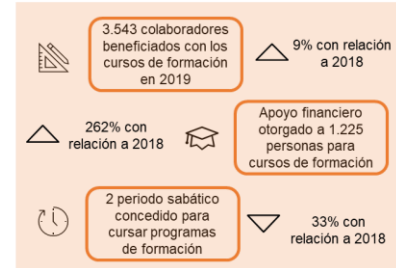 3.543 colaboradores
beneficiados con los
cursos de formación
en 2019
9% con relación
a 2018
262% con
relación a 2018
Apoyo financiero
otorgado a 1.225
personas para
cursos de formación
2 periodo sabático
concedido para
cursar programas
de formación
33% con
relación a 2018